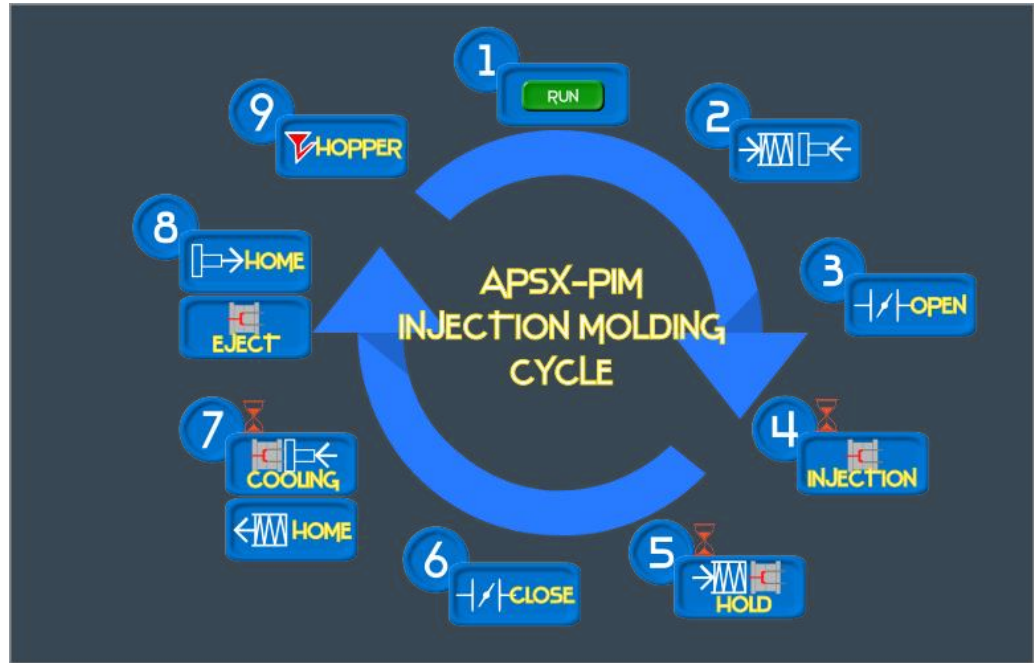 1
RUN
2
3
OPEN
4
INJECTION
5
HOLD
6
CLOSE
7
COOLING
HOME
8
HOME
EJECT
9
HOPPER
APSX-PIM
INJECTION MOLDING
CYCLE